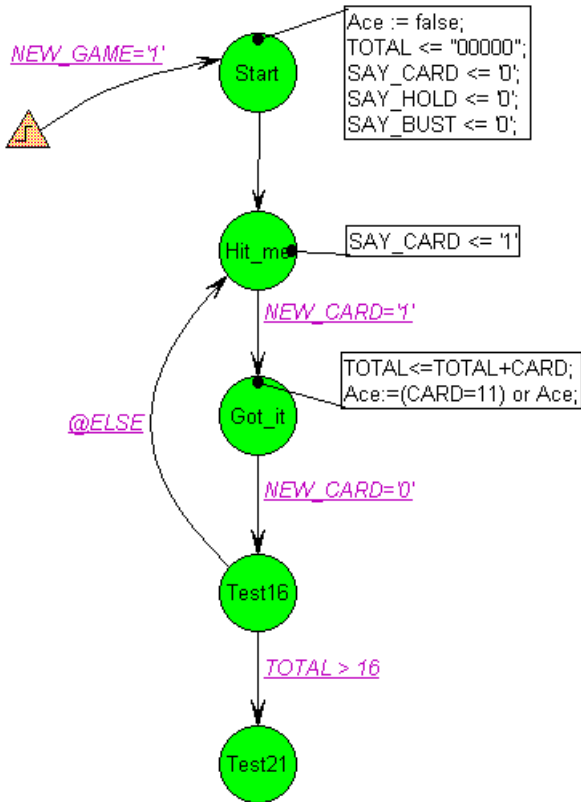 Ace := false;
TOTAL <= "00000";
SAY_CARD <= '0';
SAY_HOLD <= '0';
SAY_BUST <= '0';
NEW_GAME='1'
Start
Hit_me
SAY_CARD <= '1'
NEW_CARD='1'
TOTAL<=TOTAL+CARD;
Ace:=(CARD=11) or Ace;
Got_it
@ELSE
NEW_CARD='0'
Test16
TOTAL > 16
Test21